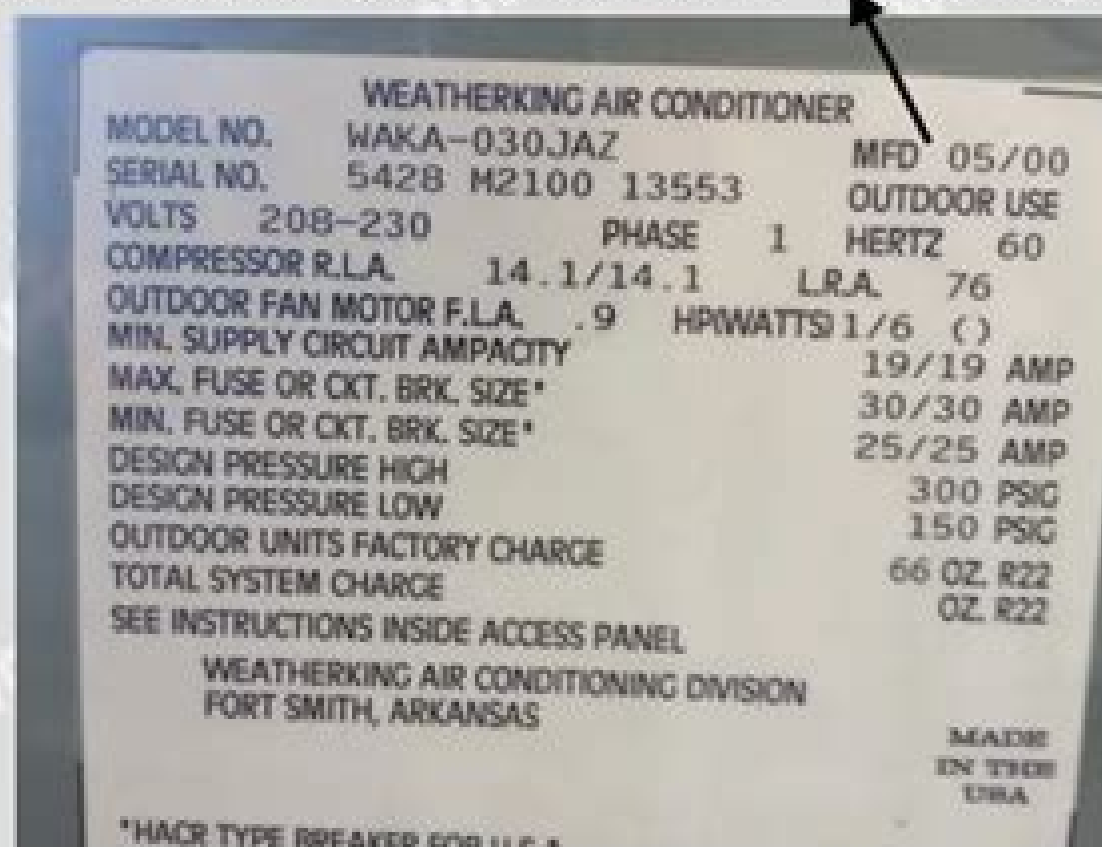 WEATHERKING AIR CONDITIONER
MODEL NO. WAKA-030JAZ MFD 05/00
SERIAL NO. 5428 M2100 13553 OUTDOOR USE
VOLTS 208-230 PHASE 1 HERTZ 60
COMPRESSOR R.L.A. 14.1/14.1 L.R.A. 76
OUTDOOR FAN MOTOR F.L.A. .9 HP(WATTS) 1/6 ()
MIN. SUPPLY CIRCUIT AMPACITY 19/19 AMP
MAX. FUSE OR CKT. BRK. SIZE* 30/30 AMP
MIN. FUSE OR CKT. BRK. SIZE* 25/25 AMP
DESIGN PRESSURE HIGH 300 PSIG
DESIGN PRESSURE LOW 150 PSIG
OUTDOOR UNITS FACTORY CHARGE 66 OZ. R22
TOTAL SYSTEM CHARGE OZ. R22
SEE INSTRUCTIONS INSIDE ACCESS PANEL
WEATHERKING AIR CONDITIONING DIVISION
FORT SMITH, ARKANSAS
MADE
IN THE
USA
*HACR TYPE BREAKER FOR U.S.A.